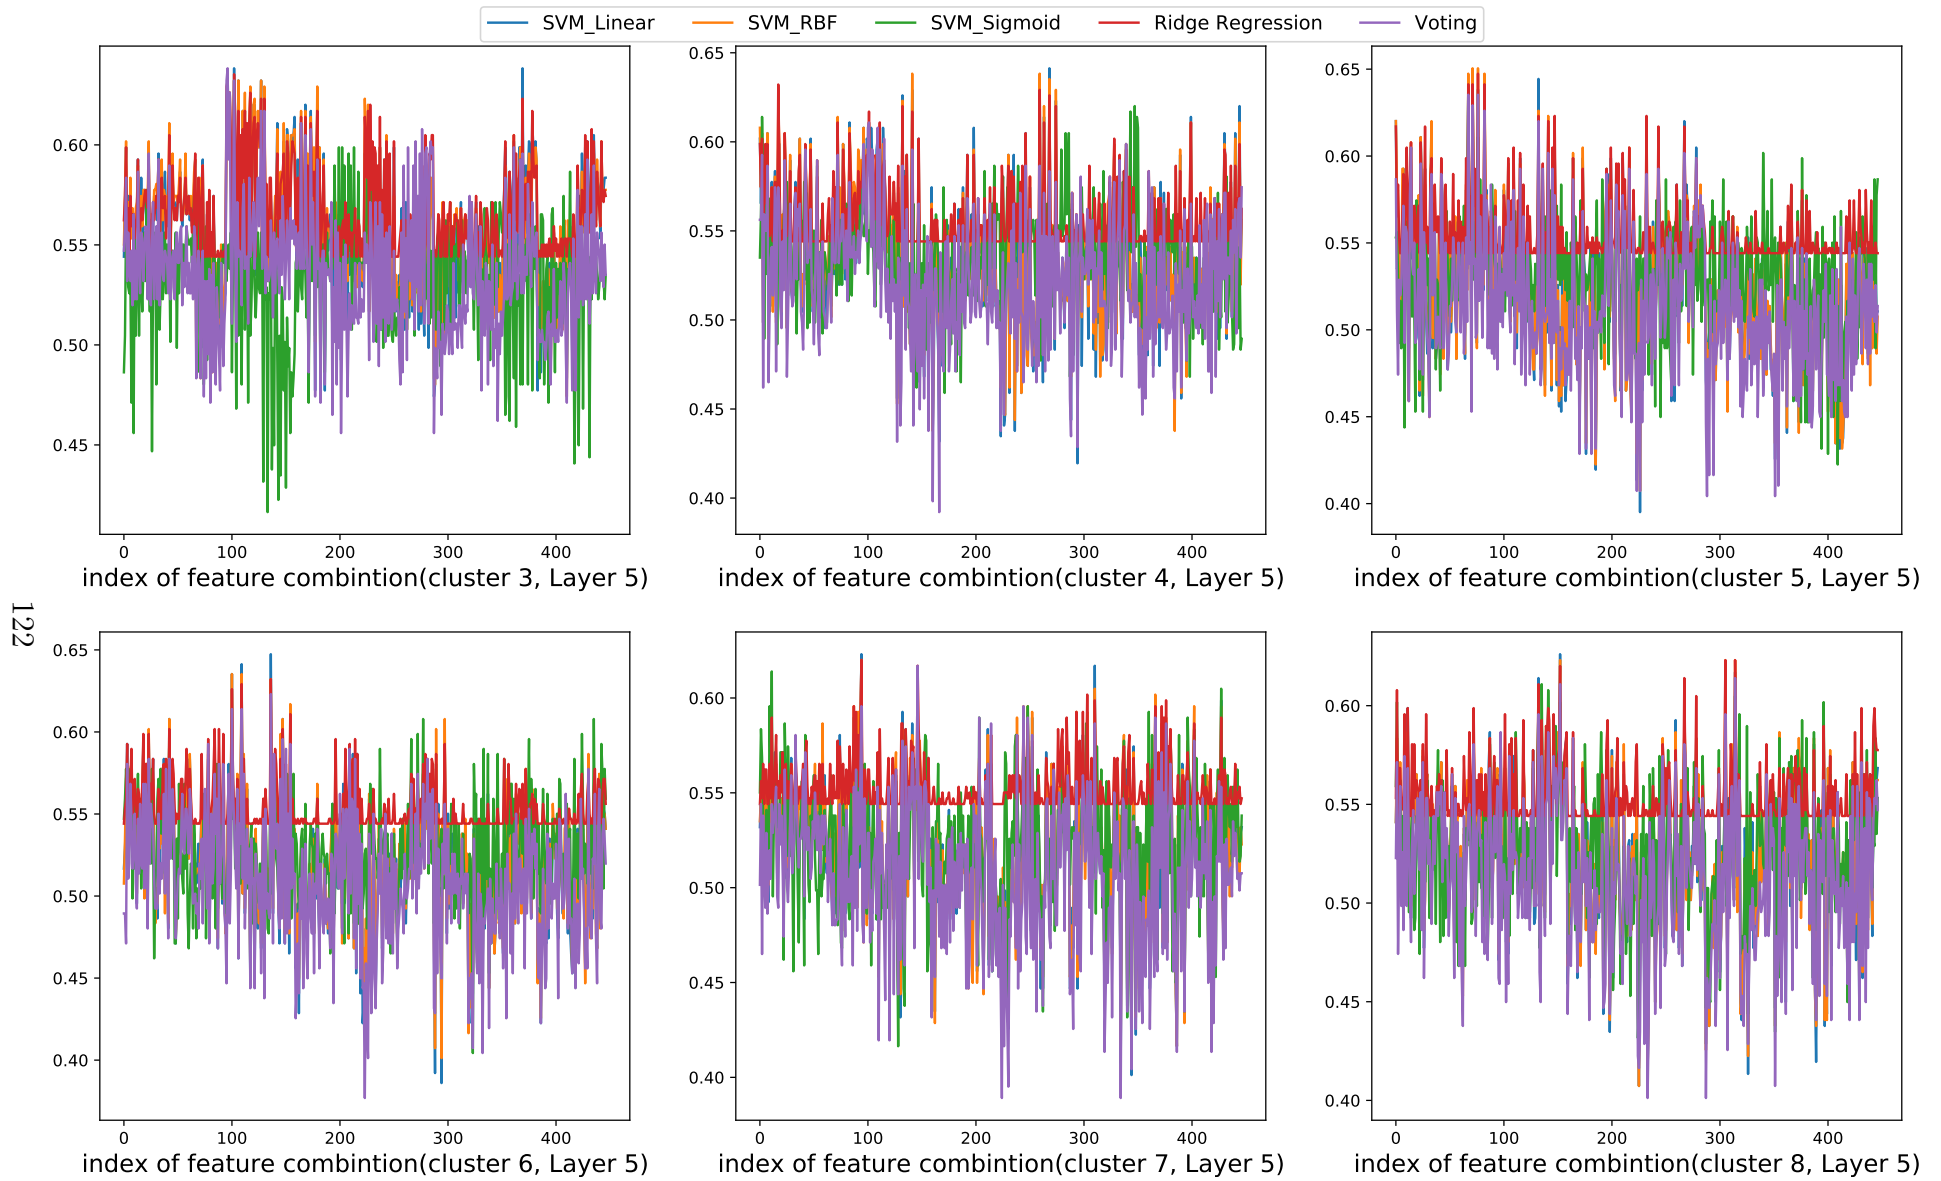 SVM_Linear SVM_RBF SVM_Sigmoid Ridge Regression Voting
0.60
0.55
0.50
0.45
0 100 200 300 400
index of feature combintion(cluster 3, Layer 5)
0.65
0.60
0.55
0.50
0.45
0.40
0 100 200 300 400
index of feature combintion(cluster 4, Layer 5)
0.65
0.60
0.55
0.50
0.45
0.40
0 100 200 300 400
index of feature combintion(cluster 5, Layer 5)
122
0.65
0.60
0.55
0.50
0.45
0.40
0 100 200 300 400
index of feature combintion(cluster 6, Layer 5)
0.60
0.55
0.50
0.45
0.40
0 100 200 300 400
index of feature combintion(cluster 7, Layer 5)
0.60
0.55
0.50
0.45
0.40
0 100 200 300 400
index of feature combintion(cluster 8, Layer 5)